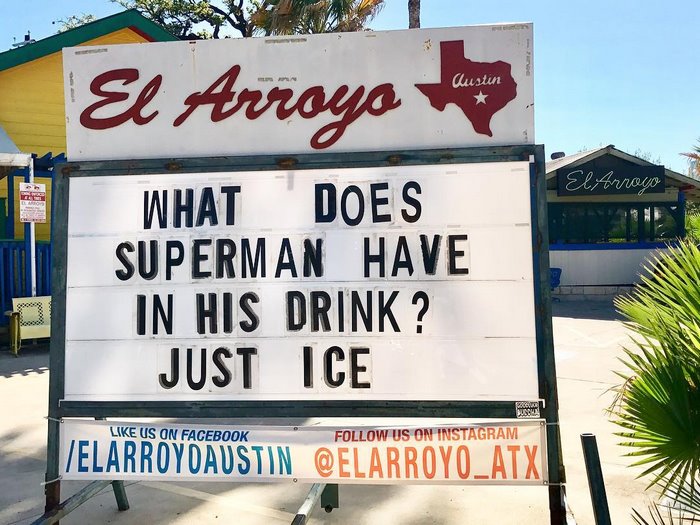 El Arroyo
Austin
WHAT DOES
SUPERMAN HAVE
IN HIS DRINK?
JUST ICE
LIKE US ON FACEBOOK
/ELARROYOAUSTIN
FOLLOW US ON INSTAGRAM
@ELARROYO_ATX
El Arroyo